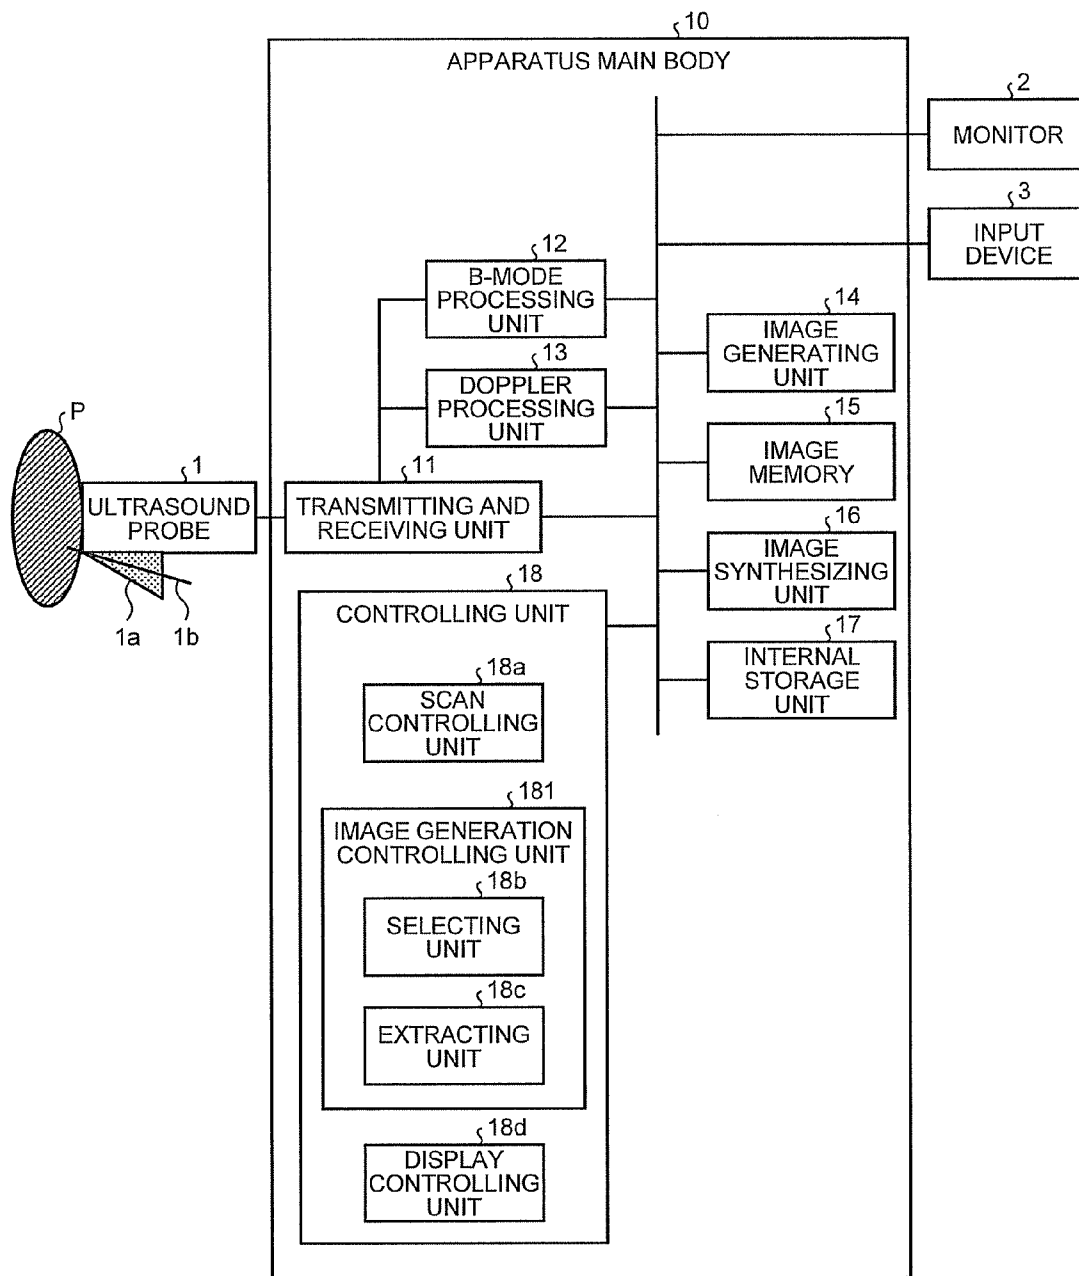 10
APPARATUS MAIN BODY
2
MONITOR
3
INPUT
DEVICE
12
B-MODE
PROCESSING
UNIT
14
IMAGE
GENERATING
UNIT
13
DOPPLER
PROCESSING
UNIT
P
15
IMAGE
MEMORY
1
ULTRASOUND
PROBE
11
TRANSMITTING AND
RECEIVING UNIT
16
IMAGE
SYNTHESIZING
UNIT
1a
1b
18
CONTROLLING UNIT
17
INTERNAL
STORAGE
UNIT
18a
SCAN
CONTROLLING
UNIT
181
IMAGE GENERATION
CONTROLLING UNIT
18b
SELECTING
UNIT
18c
EXTRACTING
UNIT
18d
DISPLAY
CONTROLLING
UNIT